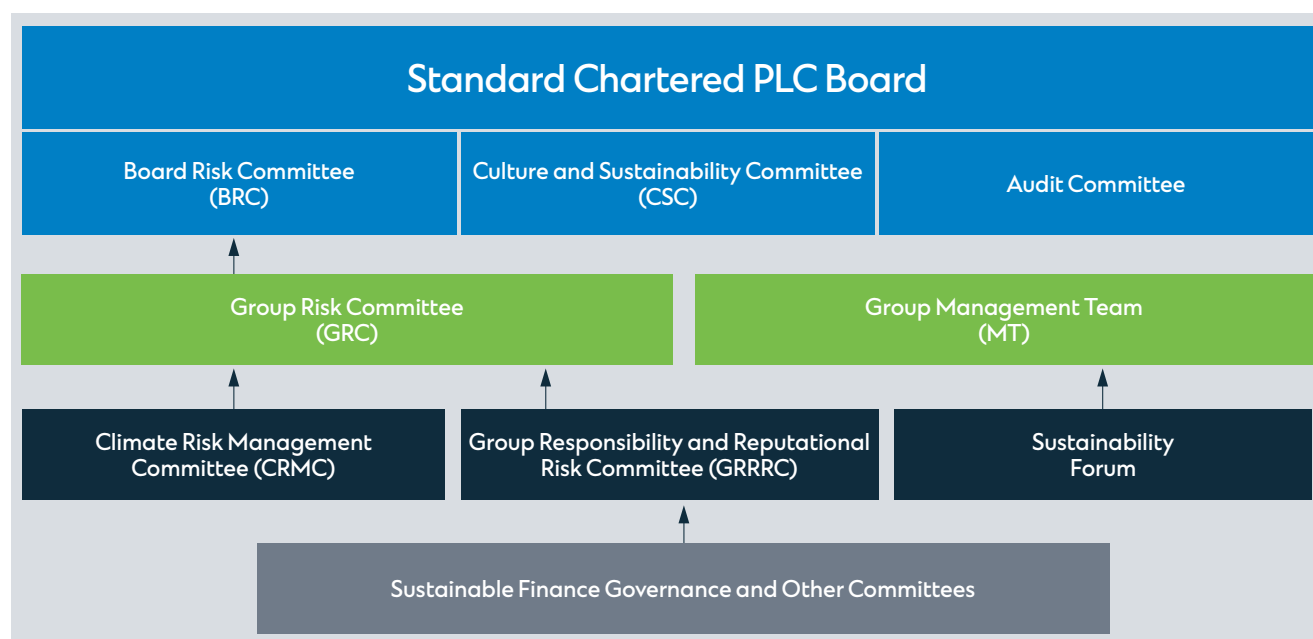 Standard Chartered PLC Board
Board Risk Committee
(BRC)
Culture and Sustainability Committee
(CSC)
Audit Committee
Group Risk Committee
(GRC)
Group Management Team
(MT)
Climate Risk Management
Committee (CRMC)
Group Responsibility and Reputational
Risk Committee (GRRRC)
Sustainability
Forum
Sustainable Finance Governance and Other Committees